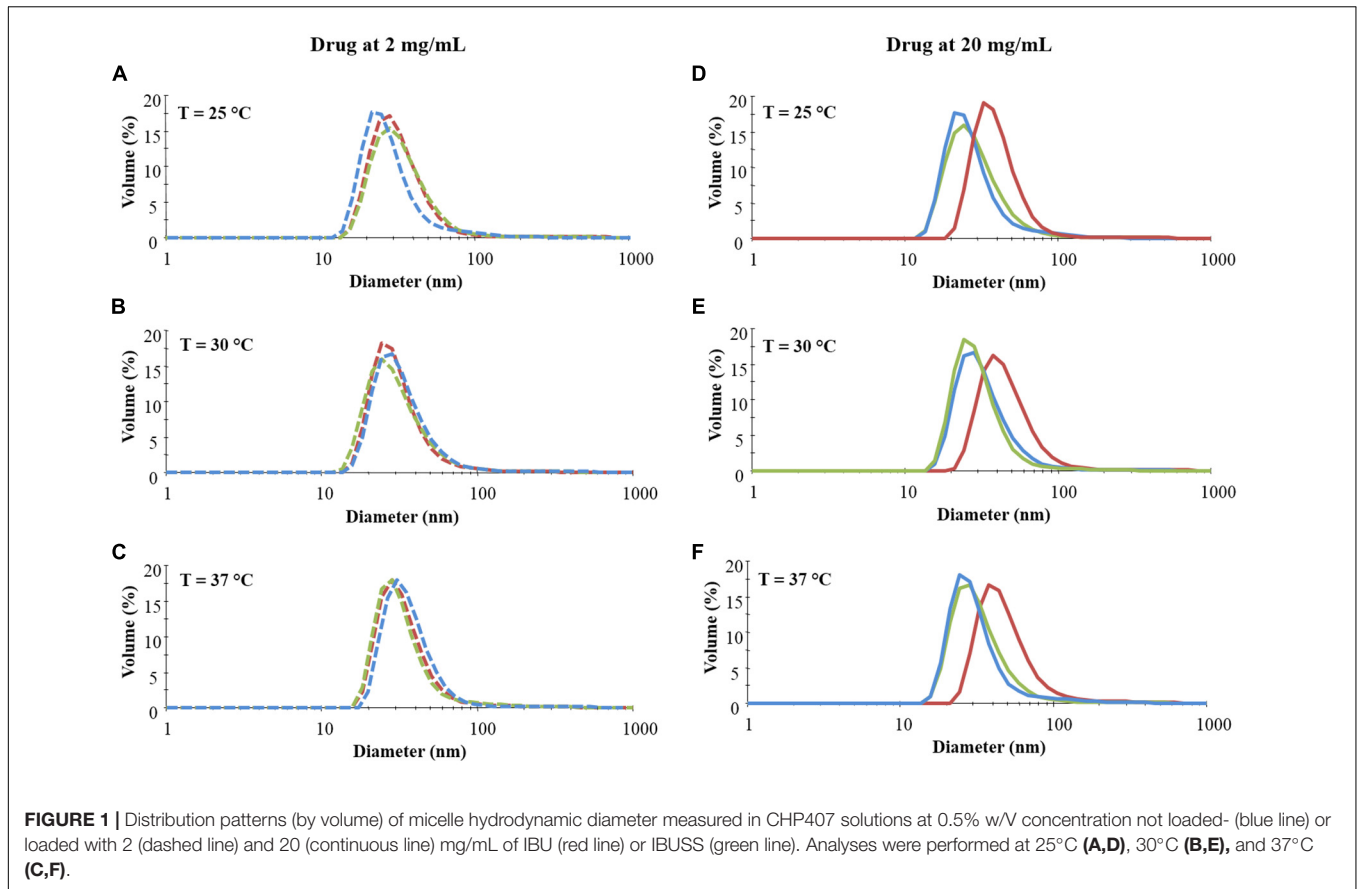 Drug at 2 mg/mL
Drug at 20 mg/mL
A
T = 25 °C
Volume (%)
20
15
10
5
0
1
10
100
1000
Diameter (nm)
D
T = 25 °C
Volume (%)
20
15
10
5
0
1
10
100
1000
Diameter (nm)
B
T = 30 °C
Volume (%)
20
15
10
5
0
1
10
100
1000
Diameter (nm)
E
T = 30 °C
Volume (%)
20
15
10
5
0
1
10
100
1000
Diameter (nm)
C
T = 37 °C
Volume (%)
20
15
10
5
0
1
10
100
1000
Diameter (nm)
F
T = 37 °C
Volume (%)
20
15
10
5
0
1
10
100
1000
Diameter (nm)
FIGURE 1 | Distribution patterns (by volume) of micelle hydrodynamic diameter measured in CHP407 solutions at 0.5% w/V concentration not loaded- (blue line) or
loaded with 2 (dashed line) and 20 (continuous line) mg/mL of IBU (red line) or IBUSS (green line). Analyses were performed at 25°C (A,D), 30°C (B,E), and 37°C
(C,F).